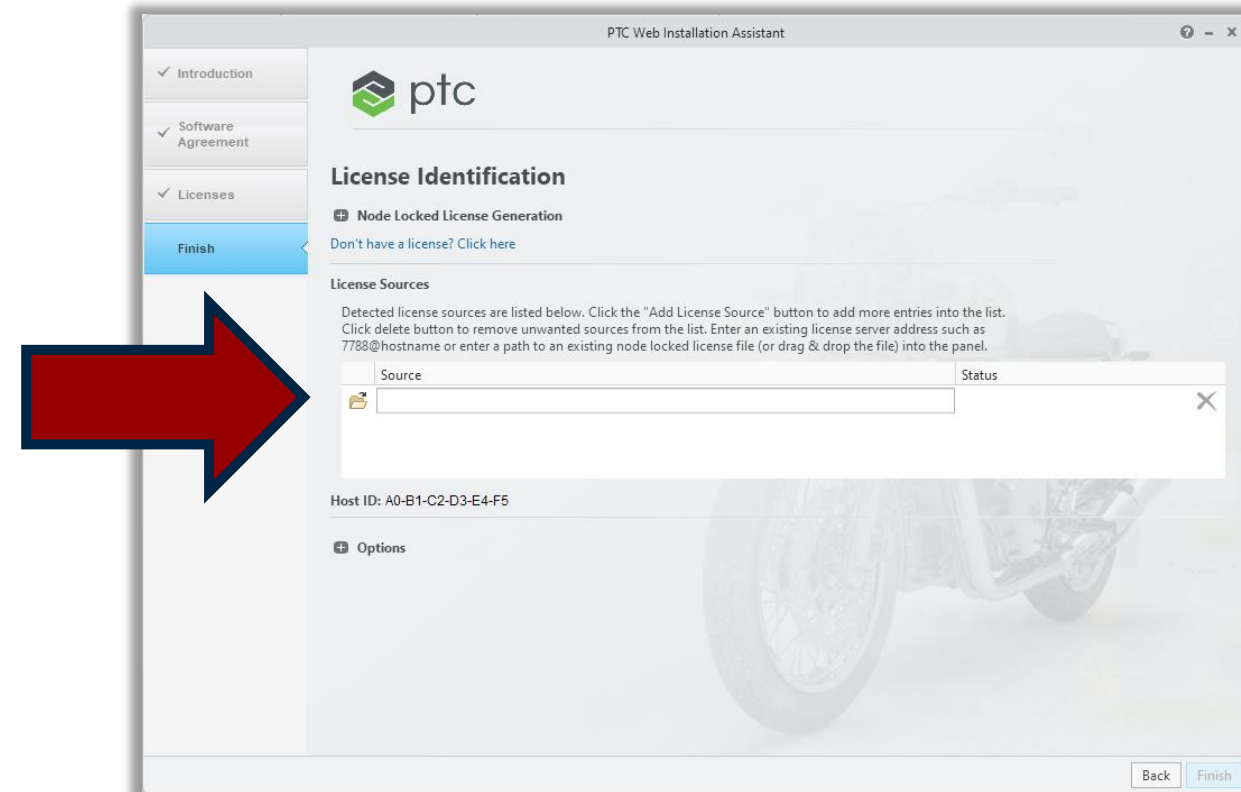 PTC Web Installation Assistant
Introduction
ptc
Software
Agreement
License Identification
Licenses
Node Locked License Generation
Finish
Don't have a license? Click here
License Sources
Detected license sources are listed below. Click the "Add License Source" button to add more entries into the list.
Click delete button to remove unwanted sources from the list. Enter an existing license server address such as
7788@hostname or enter a path to an existing node locked license file (or drag & drop the file) into the panel.
Source Status
Host ID: A0-B1-C2-D3-E4-F5
Options
Back Finish